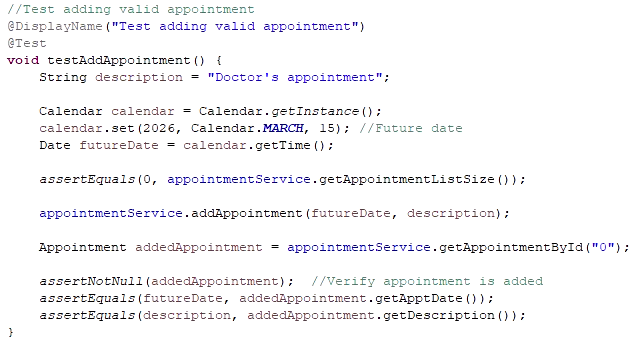 //Test adding valid appointment
@DisplayName("Test adding valid appointment")
@Test
void testAddAppointment() {
    String description = "Doctor's appointment";

    Calendar calendar = Calendar.getInstance();
    calendar.set(2026, Calendar.MARCH, 15); //Future date
    Date futureDate = calendar.getTime();

    assertEquals(0, appointmentService.getAppointmentListSize());

    appointmentService.addAppointment(futureDate, description);

    Appointment addedAppointment = appointmentService.getAppointmentById("0");

    assertNotNull(addedAppointment);  //Verify appointment is added
    assertEquals(futureDate, addedAppointment.getApptDate());
    assertEquals(description, addedAppointment.getDescription());
}